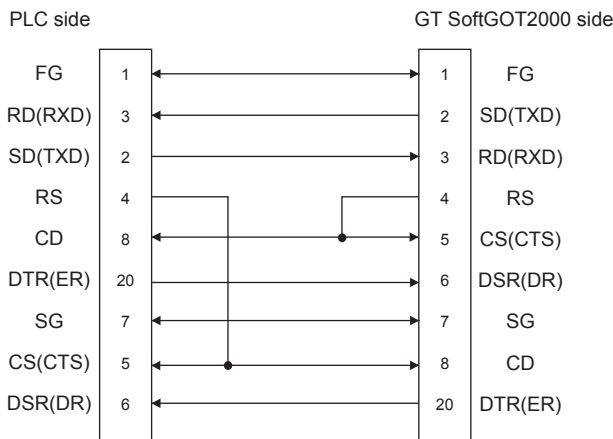 PLC side GT SoftGOT2000 side
FG 1 1 FG
RD(RXD) 3 2 SD(TXD)
SD(TXD) 2 3 RD(RXD)
RS 4 4 RS
CD 8 5 CS(CTS)
DTR(ER) 20 6 DSR(DR)
SG 7 7 SG
CS(CTS) 5 8 CD
DSR(DR) 6 20 DTR(ER)